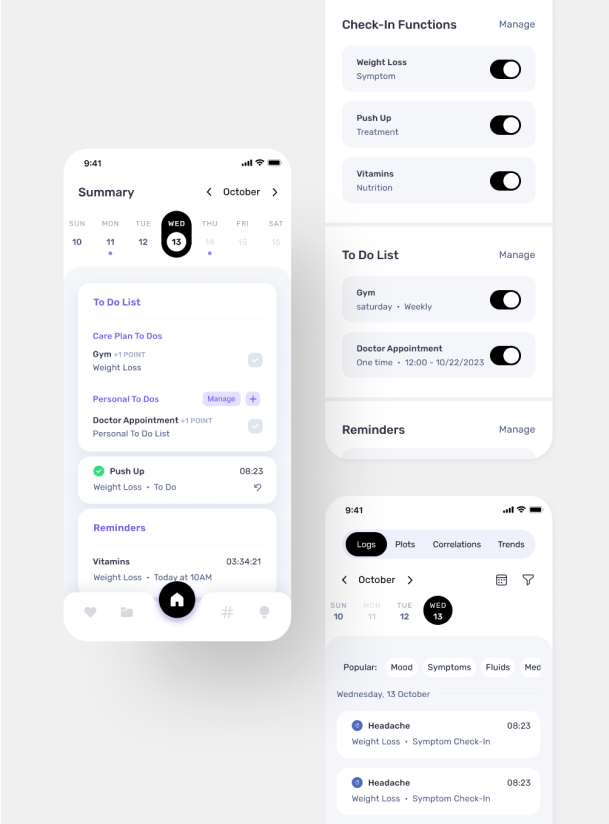 9:41
Summary
October
SUN MON TUE WED THU FRI SAT
10 11 12 13 14 15 16
To Do List
Care Plan To Dos
Gym +1 POINT
Weight Loss
Personal To Dos Manage +
Doctor Appointment +1 POINT
Personal To Do List
Push Up 08:23
Weight Loss • To Do
Reminders
Vitamins 03:34:21
Weight Loss • Today at 10AM
#
Check-In Functions Manage
Weight Loss
Symptom
Push Up
Treatment
Vitamins
Nutrition
To Do List Manage
Gym
saturday • Weekly
Doctor Appointment
One time • 12:00 - 10/22/2023
Reminders Manage
9:41
Logs Plots Correlations Trends
October
SUN MON TUE WED
10 11 12 13
Popular: Mood Symptoms Fluids Med
Wednesday, 13 October
Headache 08:23
Weight Loss • Symptom Check-In
Headache 08:23
Weight Loss • Symptom Check-In